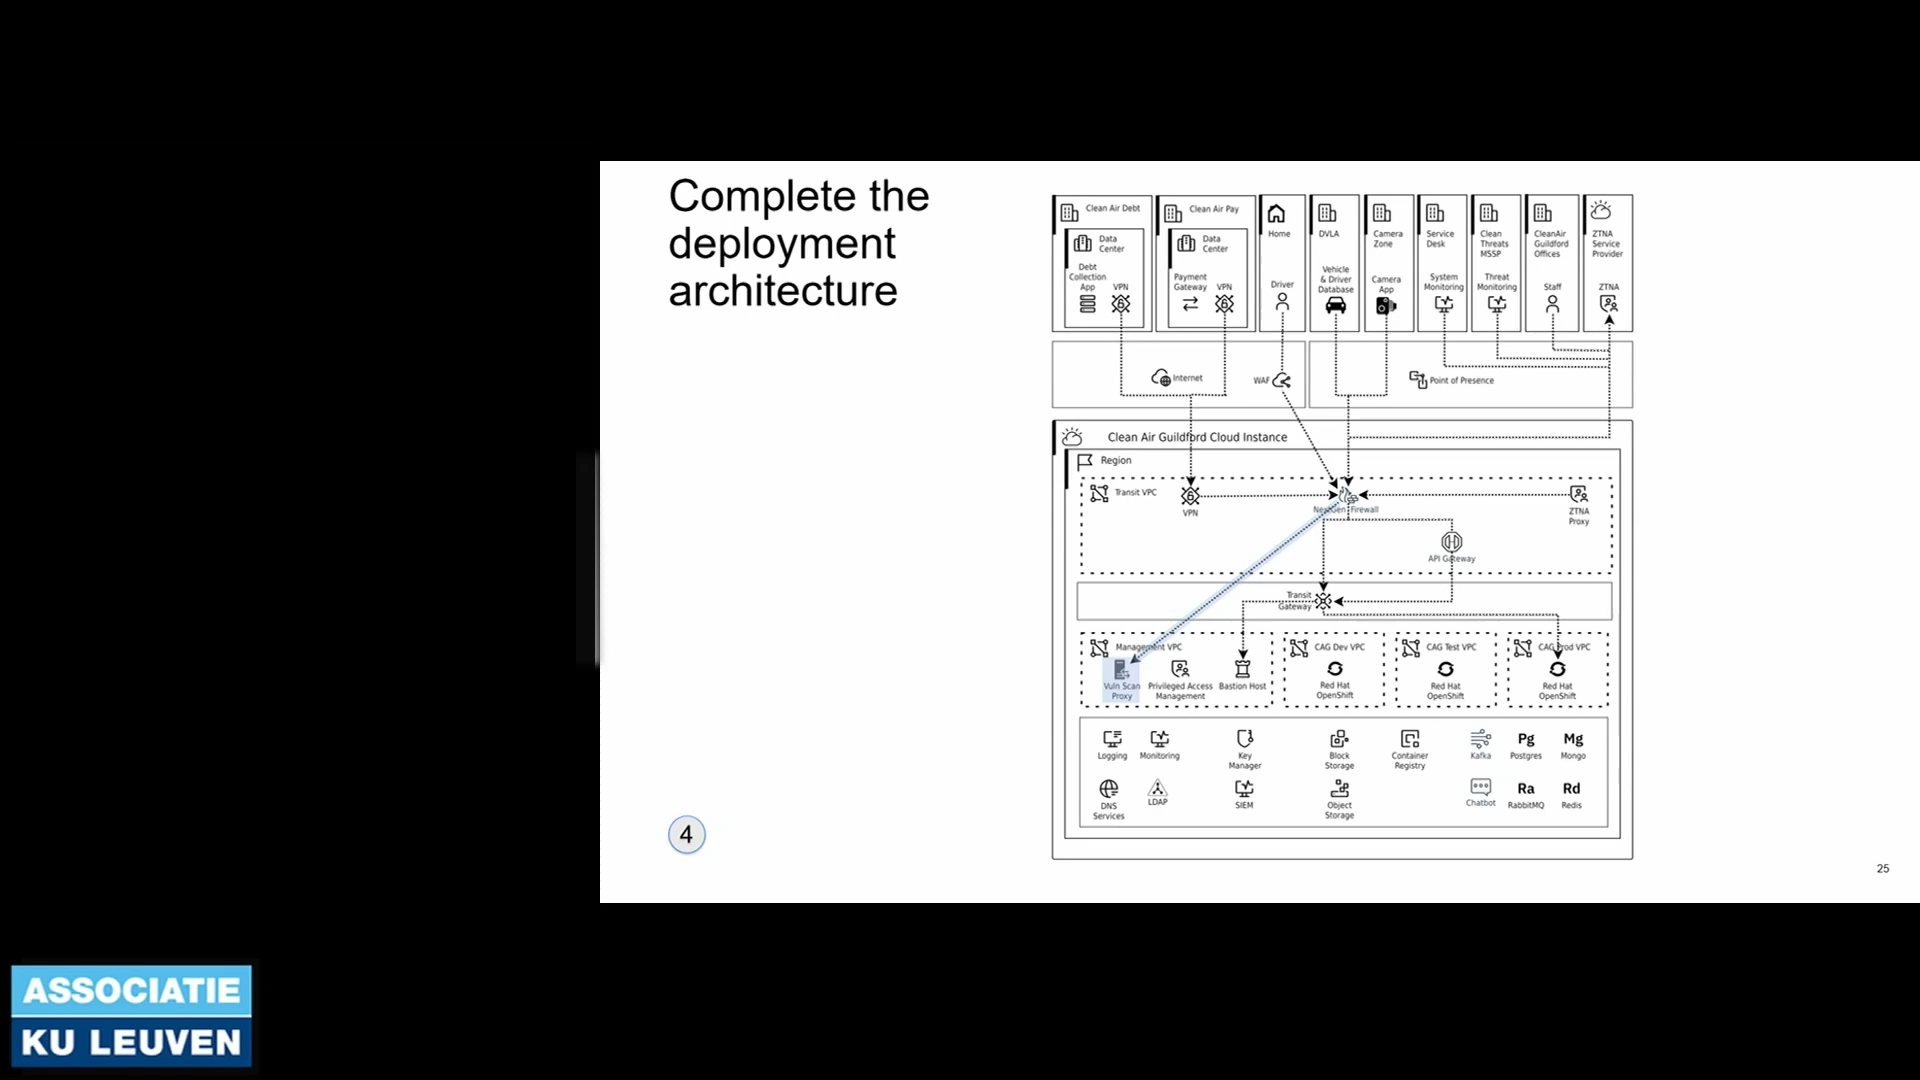 Complete the
deployment
architecture
Clean Air Debt
Data
Center
Debt
Collection
App
VPN
Clean Air Pay
Data
Center
Payment
Gateway
VPN
Home
Driver
DVLA
Vehicle
& Driver
Database
Camera
Zone
Camera
App
Service
Desk
System
Monitoring
Clean
Threats
MSSP
Threat
Monitoring
CleanAir
Guildford
Offices
Staff
ZTNA
Service
Provider
ZTNA
Internet
WAF
Point of Presence
Clean Air Guildford Cloud Instance
Region
Transit VPC
VPN
NextGen Firewall
ZTNA
Proxy
API Gateway
Transit
Gateway
Management VPC
Vuln Scan
Proxy
Privileged Access
Management
Bastion Host
CAG Dev VPC
Red Hat
OpenShift
CAG Test VPC
Red Hat
OpenShift
CAG Prod VPC
Red Hat
OpenShift
Logging
Monitoring
Key
Manager
Block
Storage
Container
Registry
Kafka
Pg
Postgres
Mg
Mongo
DNS
Services
LDAP
SIEM
Object
Storage
Chatbot
Ra
RabbitMQ
Rd
Redis
4
25
ASSOCIATIE
KU LEUVEN